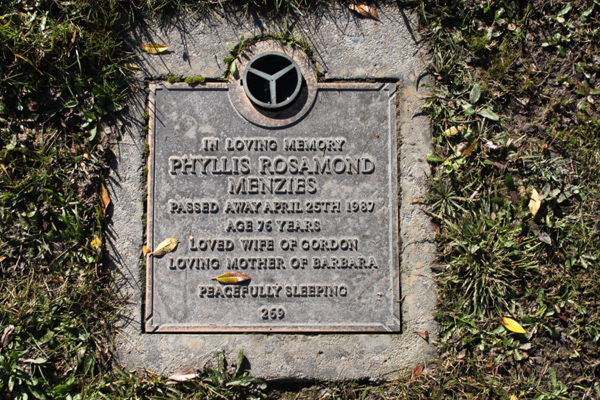 IN LOVING MEMORY
PHYLLIS ROSAMOND
MENZIES
PASSED AWAY APRIL 25TH 1987
AGE 76 YEARS
LOVED WIFE OF GORDON
LOVING MOTHER OF BARBARA
PEACEFULLY SLEEPING
269